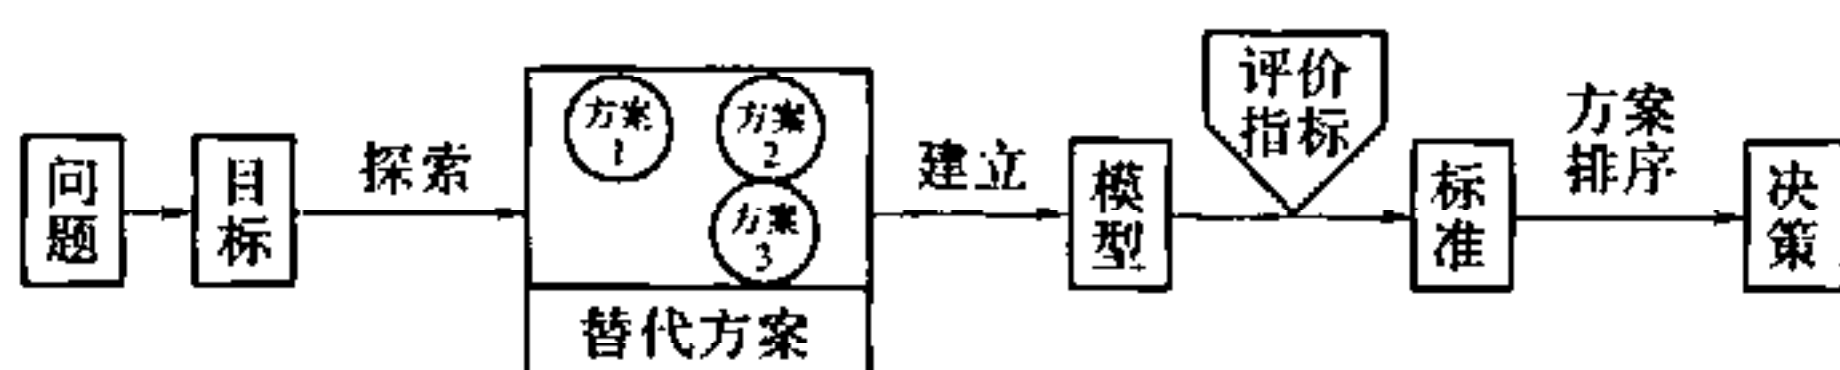 问
题
目
标
探索
方案
1
方案
2
方案
3
替代方案
建立
模
型
评价
指标
标
准
方案
排序
决
策